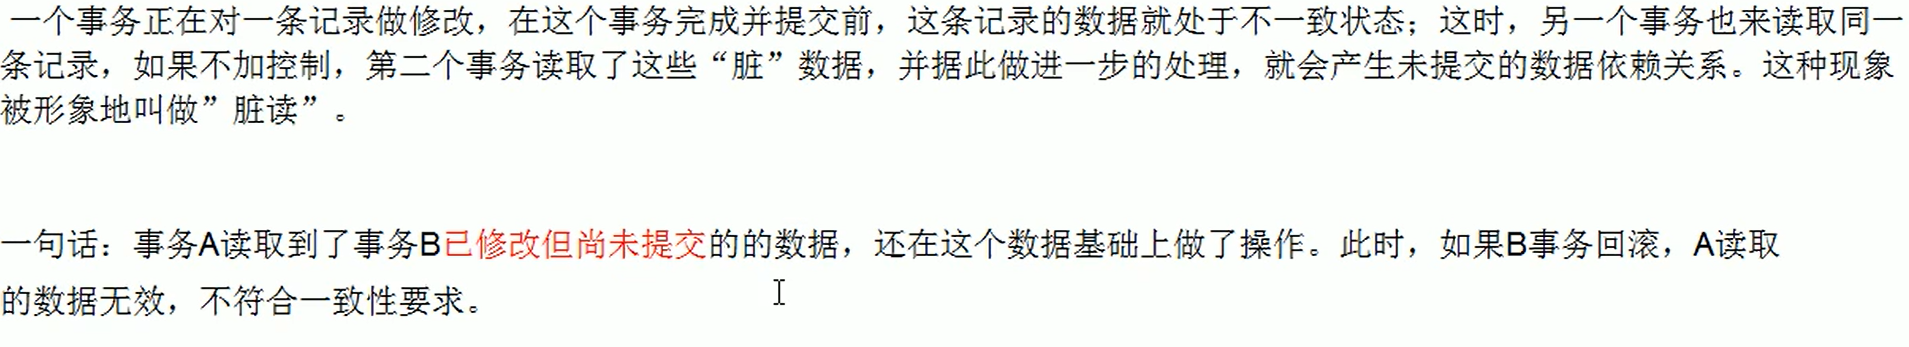 一个事务正在对一条记录做修改，在这个事务完成并提交前，这条记录的数据就处于不一致状态；这时，另一个事务也来读取同一
条记录，如果不加控制，第二个事务读取了这些“脏”数据，并据此做进一步的处理，就会产生未提交的数据依赖关系。这种现象
被形象地叫做”脏读”。
一句话：事务A读取到了事务B已修改但尚未提交的的数据，还在这个数据基础上做了操作。此时，如果B事务回滚，A读取
的数据无效，不符合一致性要求。